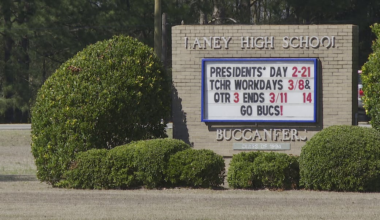 LANEY HIGH SCHOOL
PRESIDENTS' DAY 2-21
TCHR WORKDAYS 3/8&
QTR 3 ENDS 3/11 14
GO BUCS!
BUCCANEERS